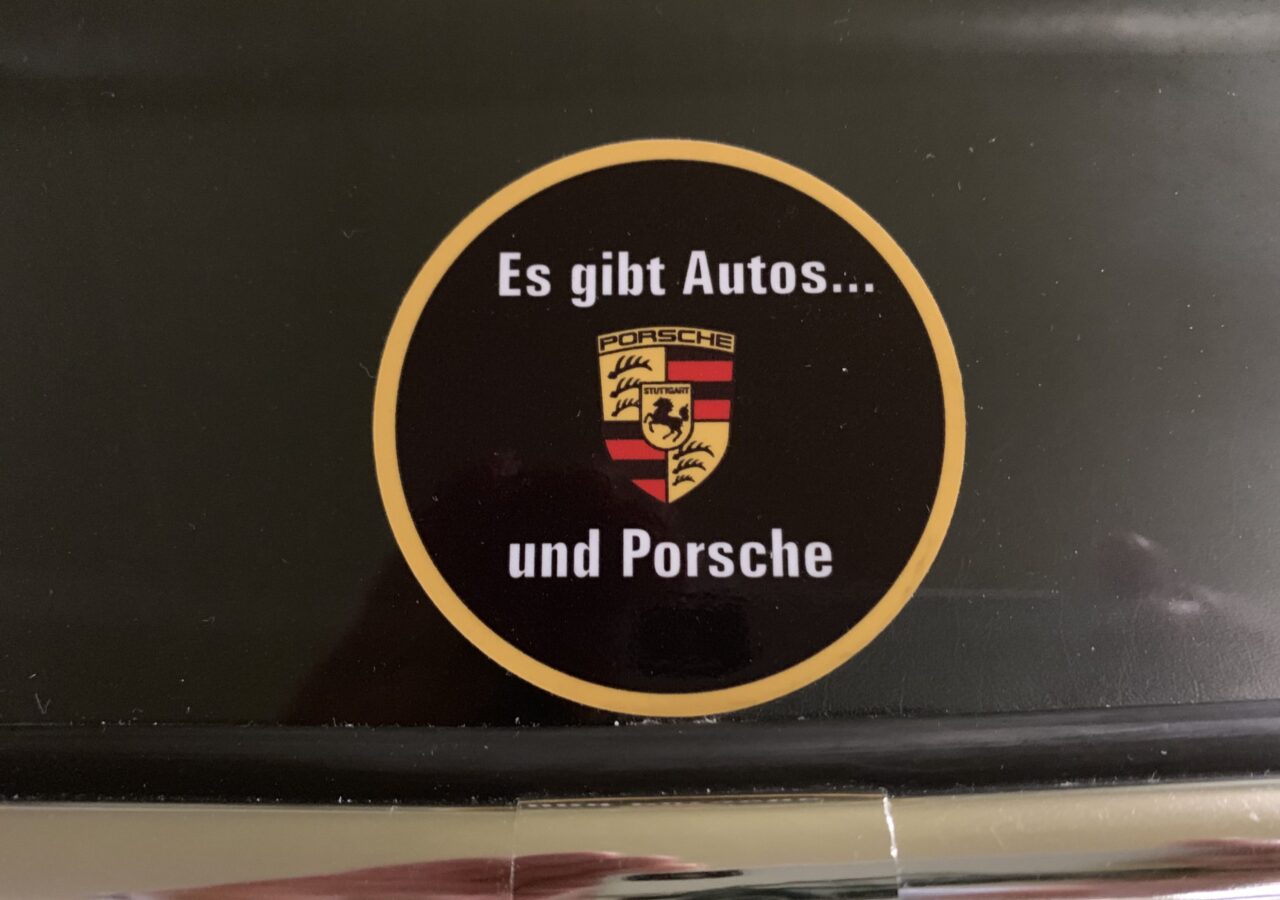 Es gibt Autos...
PORSCHE
STUTTGART
und Porsche